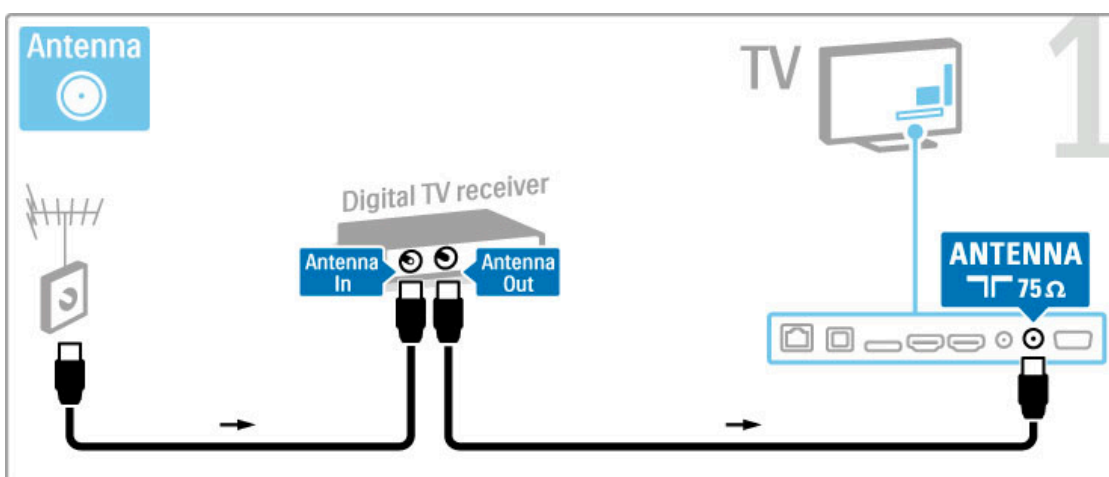 Antenna
TV
1
Digital TV receiver
Antenna
In
Antenna
Out
ANTENNA
75 Ω